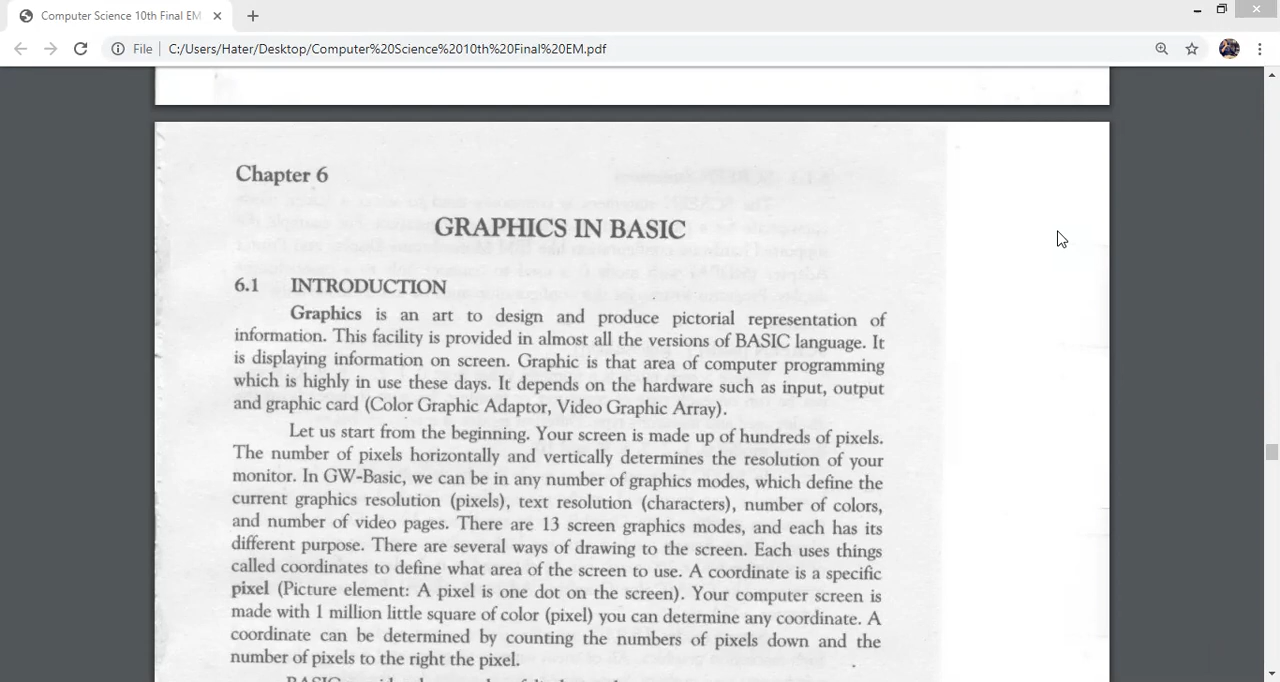 Computer Science 10th Final EM
File
C:/Users/Hater/Desktop/Computer%20Science%2010th%20Final%20EM.pdf
Chapter 6
GRAPHICS IN BASIC
6.1 INTRODUCTION
Graphics is an art to design and produce pictorial representation of
information. This facility is provided in almost all the versions of BASIC language. It
is displaying information on screen. Graphic is that area of computer programming
which is highly in use these days. It depends on the hardware such as input, output
and graphic card (Color Graphic Adaptor, Video Graphic Array).
Let us start from the beginning. Your screen is made up of hundreds of pixels.
The number of pixels horizontally and vertically determines the resolution of your
monitor. In GW-Basic, we can be in any number of graphics modes, which define the
current graphics resolution (pixels), text resolution (characters), number of colors,
and number of video pages. There are 13 screen graphics modes, and each has its
different purpose. There are several ways of drawing to the screen. Each uses things
called coordinates to define what area of the screen to use. A coordinate is a specific
pixel (Picture element: A pixel is one dot on the screen). Your computer screen is
made with 1 million little square of color (pixel) you can determine any coordinate. A
coordinate can be determined by counting the numbers of pixels down and the
number of pixels to the right the pixel.